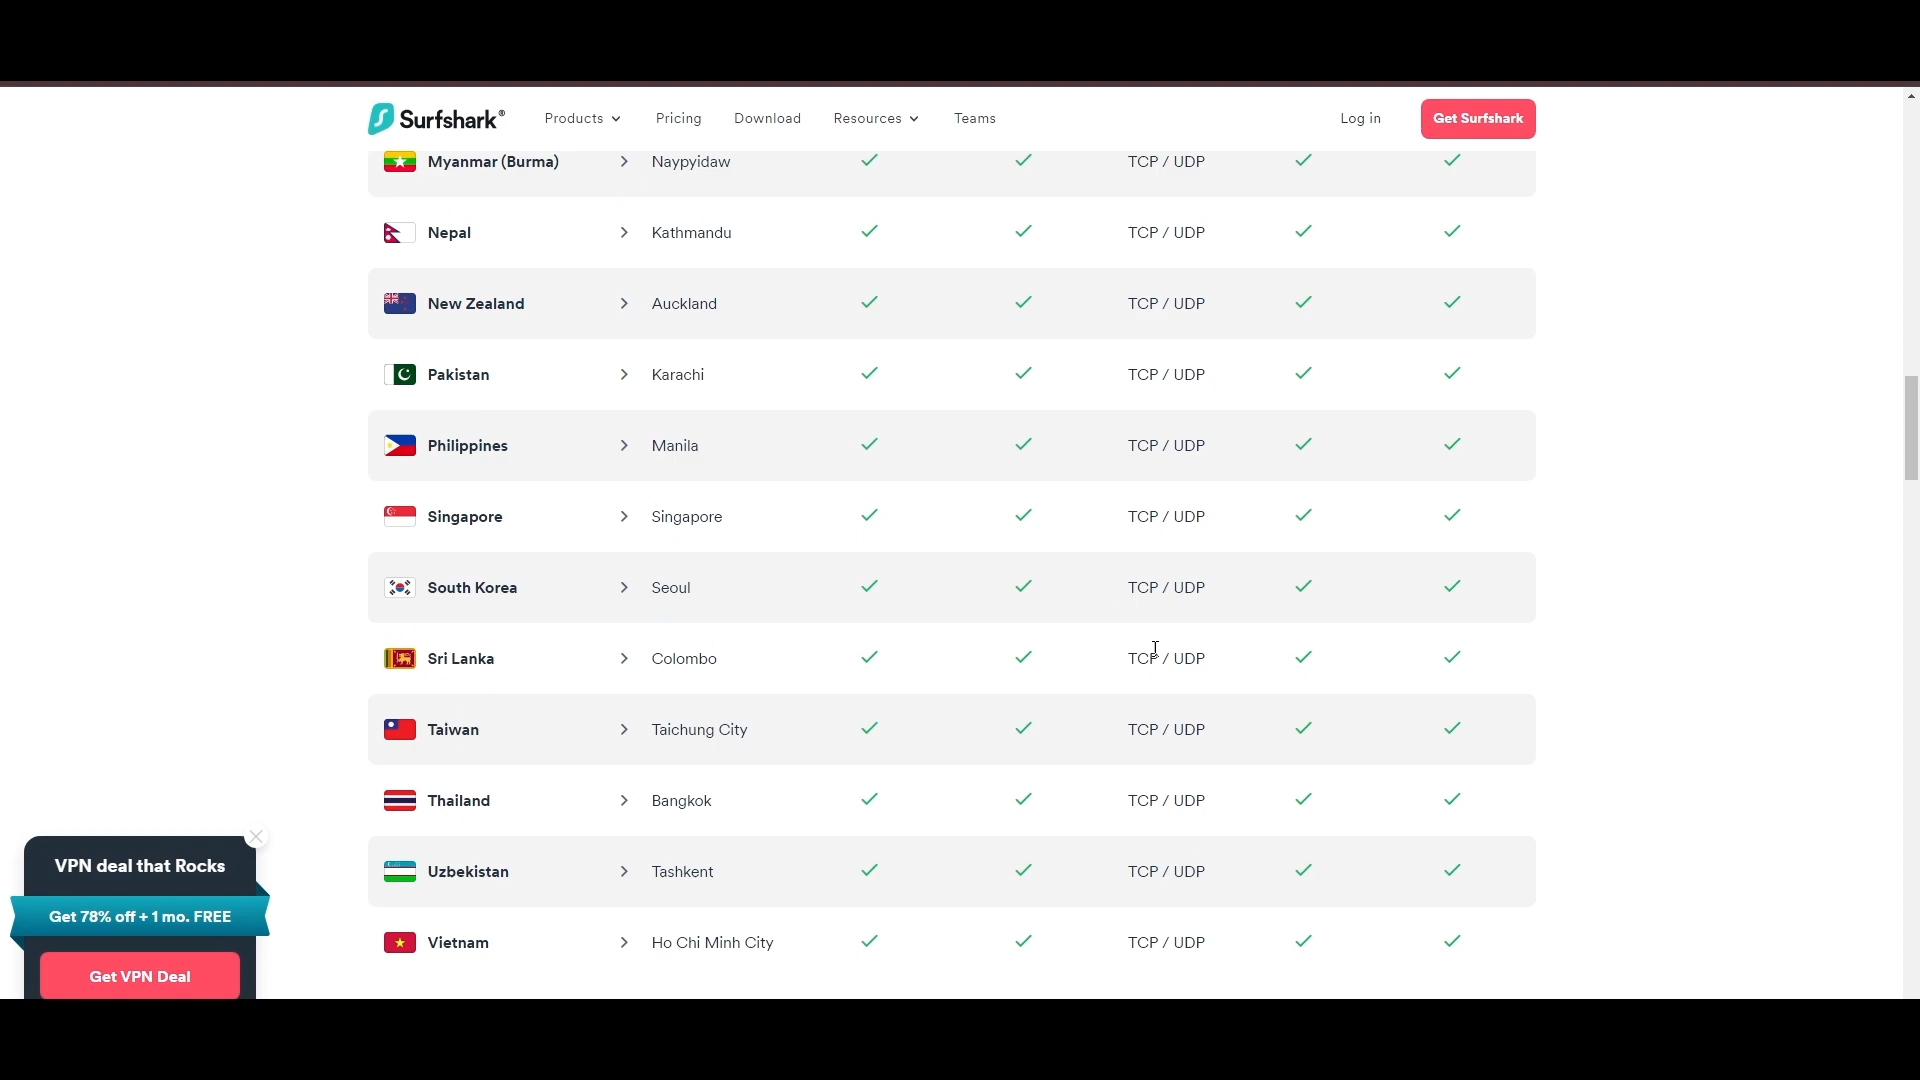 Surfshark® Products Pricing Download Resources Teams Log in Get Surfshark
Myanmar (Burma) Naypyidaw TCP / UDP
Nepal Kathmandu TCP / UDP
New Zealand Auckland TCP / UDP
Pakistan Karachi TCP / UDP
Philippines Manila TCP / UDP
Singapore Singapore TCP / UDP
South Korea Seoul TCP / UDP
Sri Lanka Colombo TCP / UDP
Taiwan Taichung City TCP / UDP
Thailand Bangkok TCP / UDP
Uzbekistan Tashkent TCP / UDP
Vietnam Ho Chi Minh City TCP / UDP
VPN deal that Rocks
Get 78% off + 1 mo. FREE
Get VPN Deal